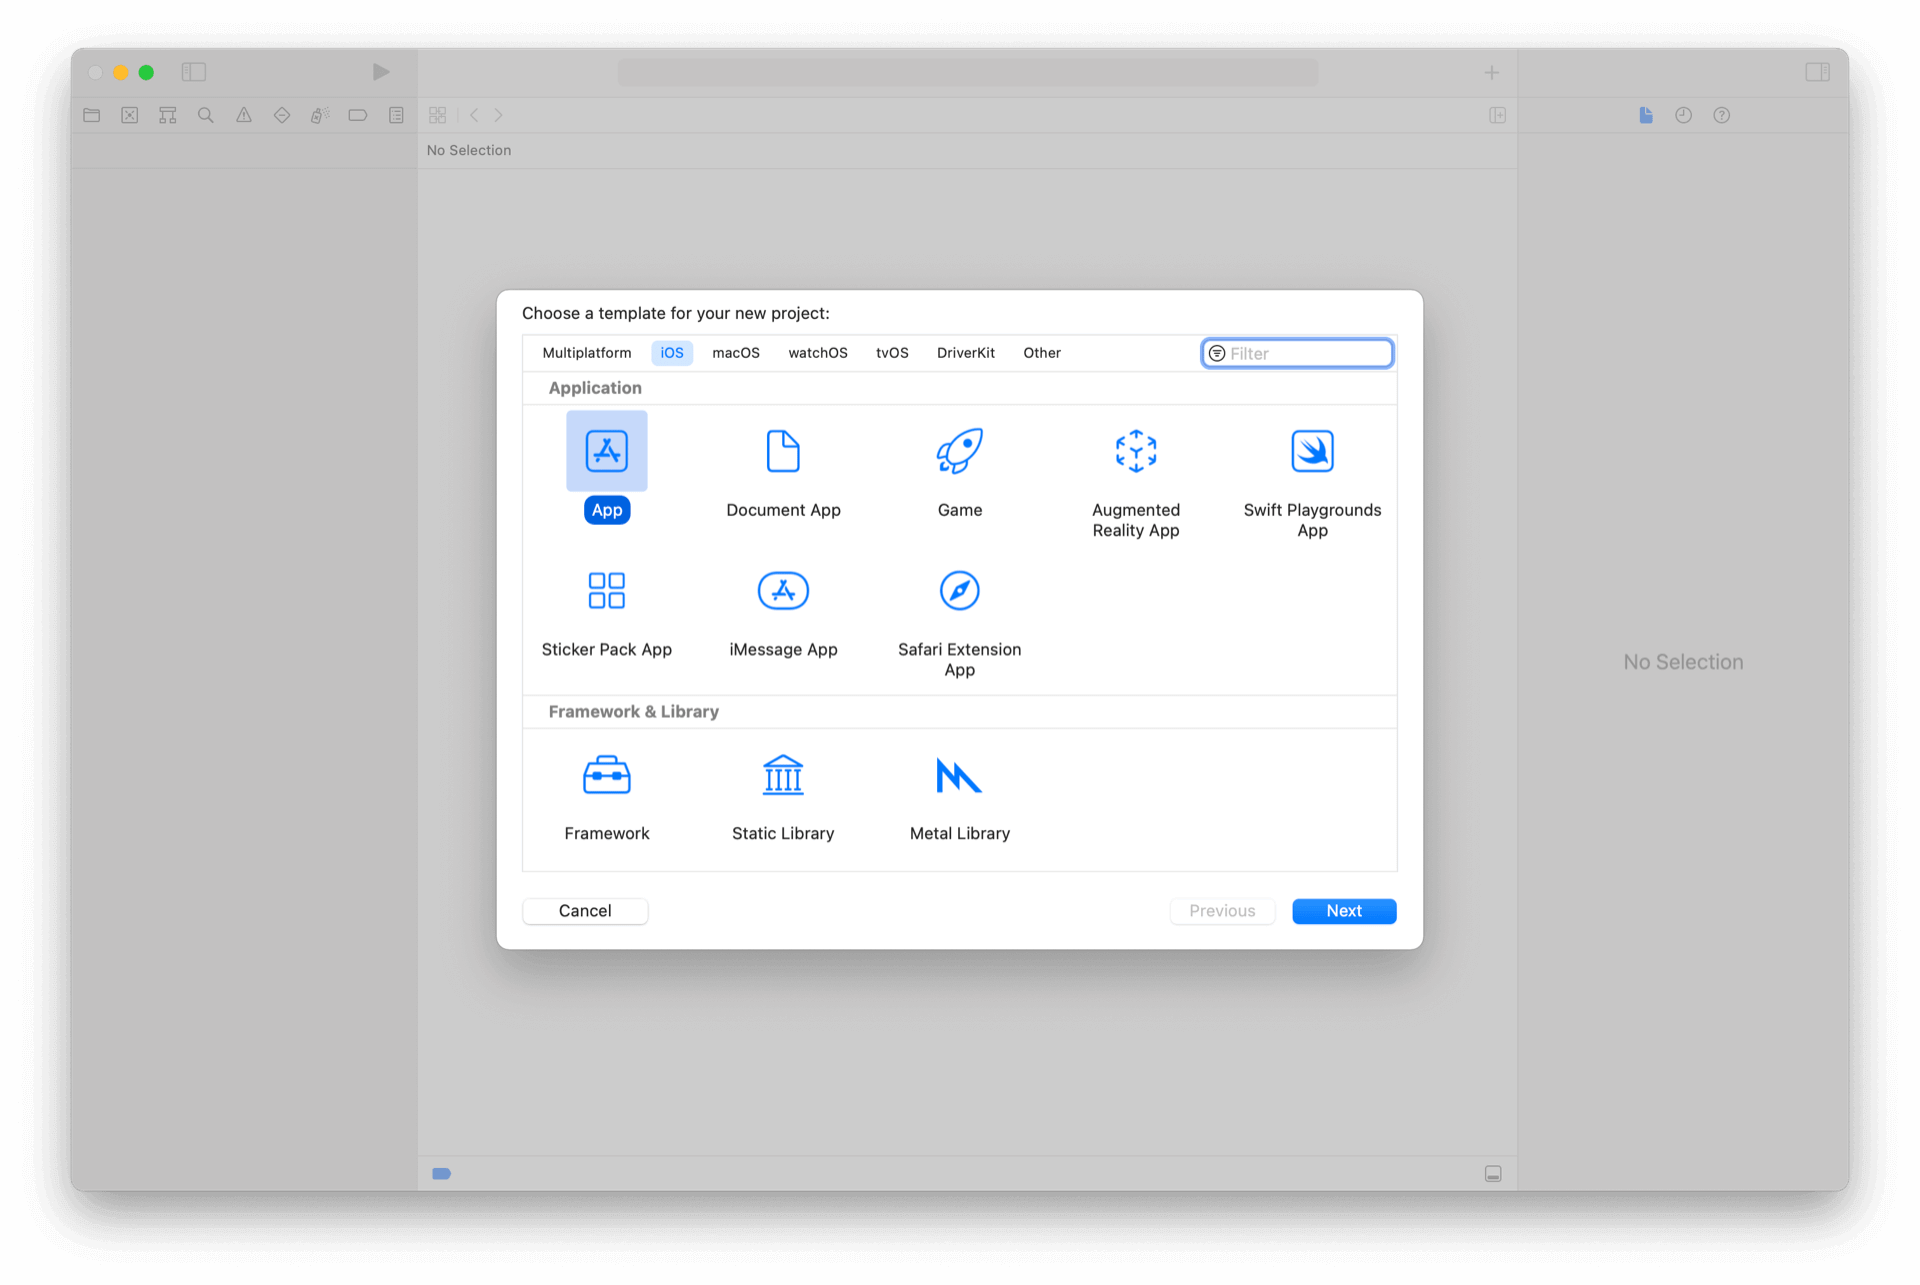 No Selection
Choose a template for your new project:
Multiplatform iOS macOS watchOS tvOS DriverKit Other Filter
Application
App Document App Game Augmented Reality App Swift Playgrounds App
Sticker Pack App iMessage App Safari Extension App
No Selection
Framework & Library
Framework Static Library Metal Library
Cancel Previous Next